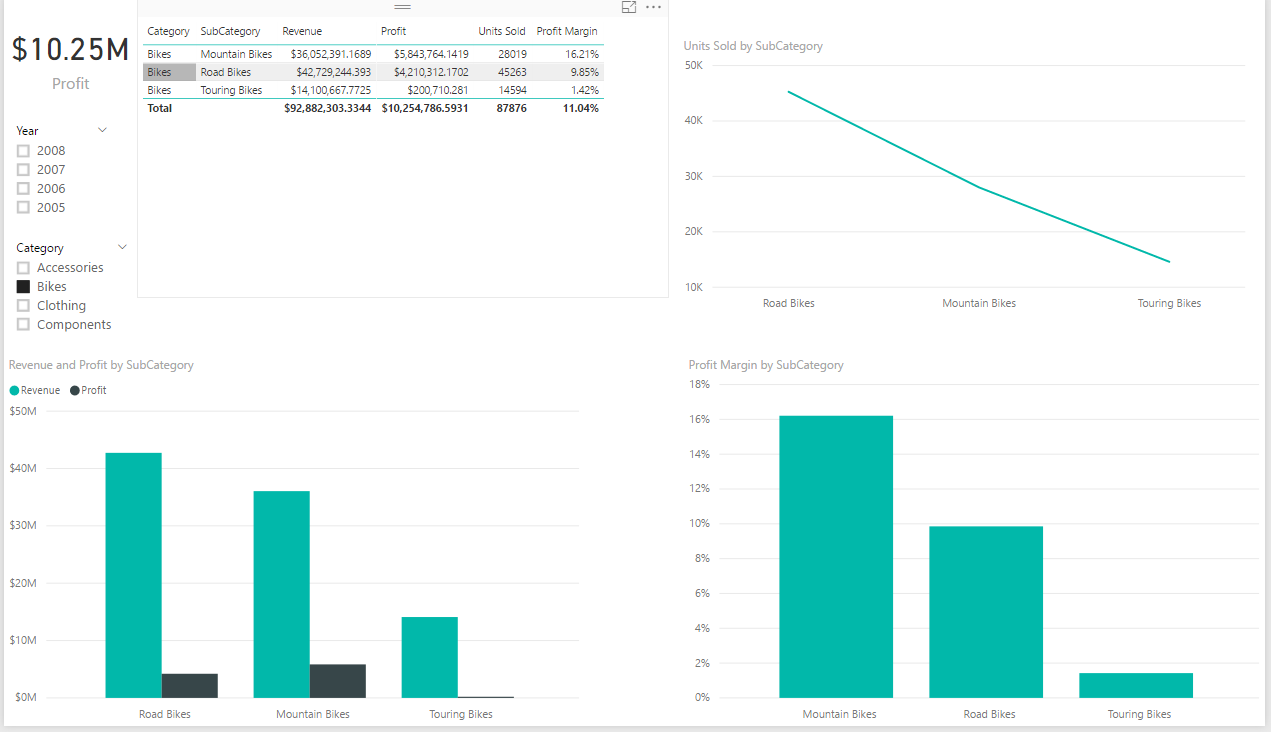 $10.25M
Profit
Year
2008
2007
2006
2005
Category
Accessories
Bikes
Clothing
Components
Category SubCategory Revenue Profit Units Sold Profit Margin
Bikes Mountain Bikes $36,052,391.1689 $5,843,764.1419 28019 16.21%
Bikes Road Bikes $42,729,244.393 $4,210,312.1702 45263 9.85%
Bikes Touring Bikes $14,100,667.7725 $200,710.281 14594 1.42%
Total $92,882,303.3344 $10,254,786.5931 87876 11.04%
Units Sold by SubCategory
50K
40K
30K
20K
10K
Road Bikes Mountain Bikes Touring Bikes
Revenue and Profit by SubCategory
Revenue Profit
$50M
$40M
$30M
$20M
$10M
$0M
Road Bikes Mountain Bikes Touring Bikes
Profit Margin by SubCategory
18%
16%
14%
12%
10%
8%
6%
4%
2%
0%
Mountain Bikes Road Bikes Touring Bikes